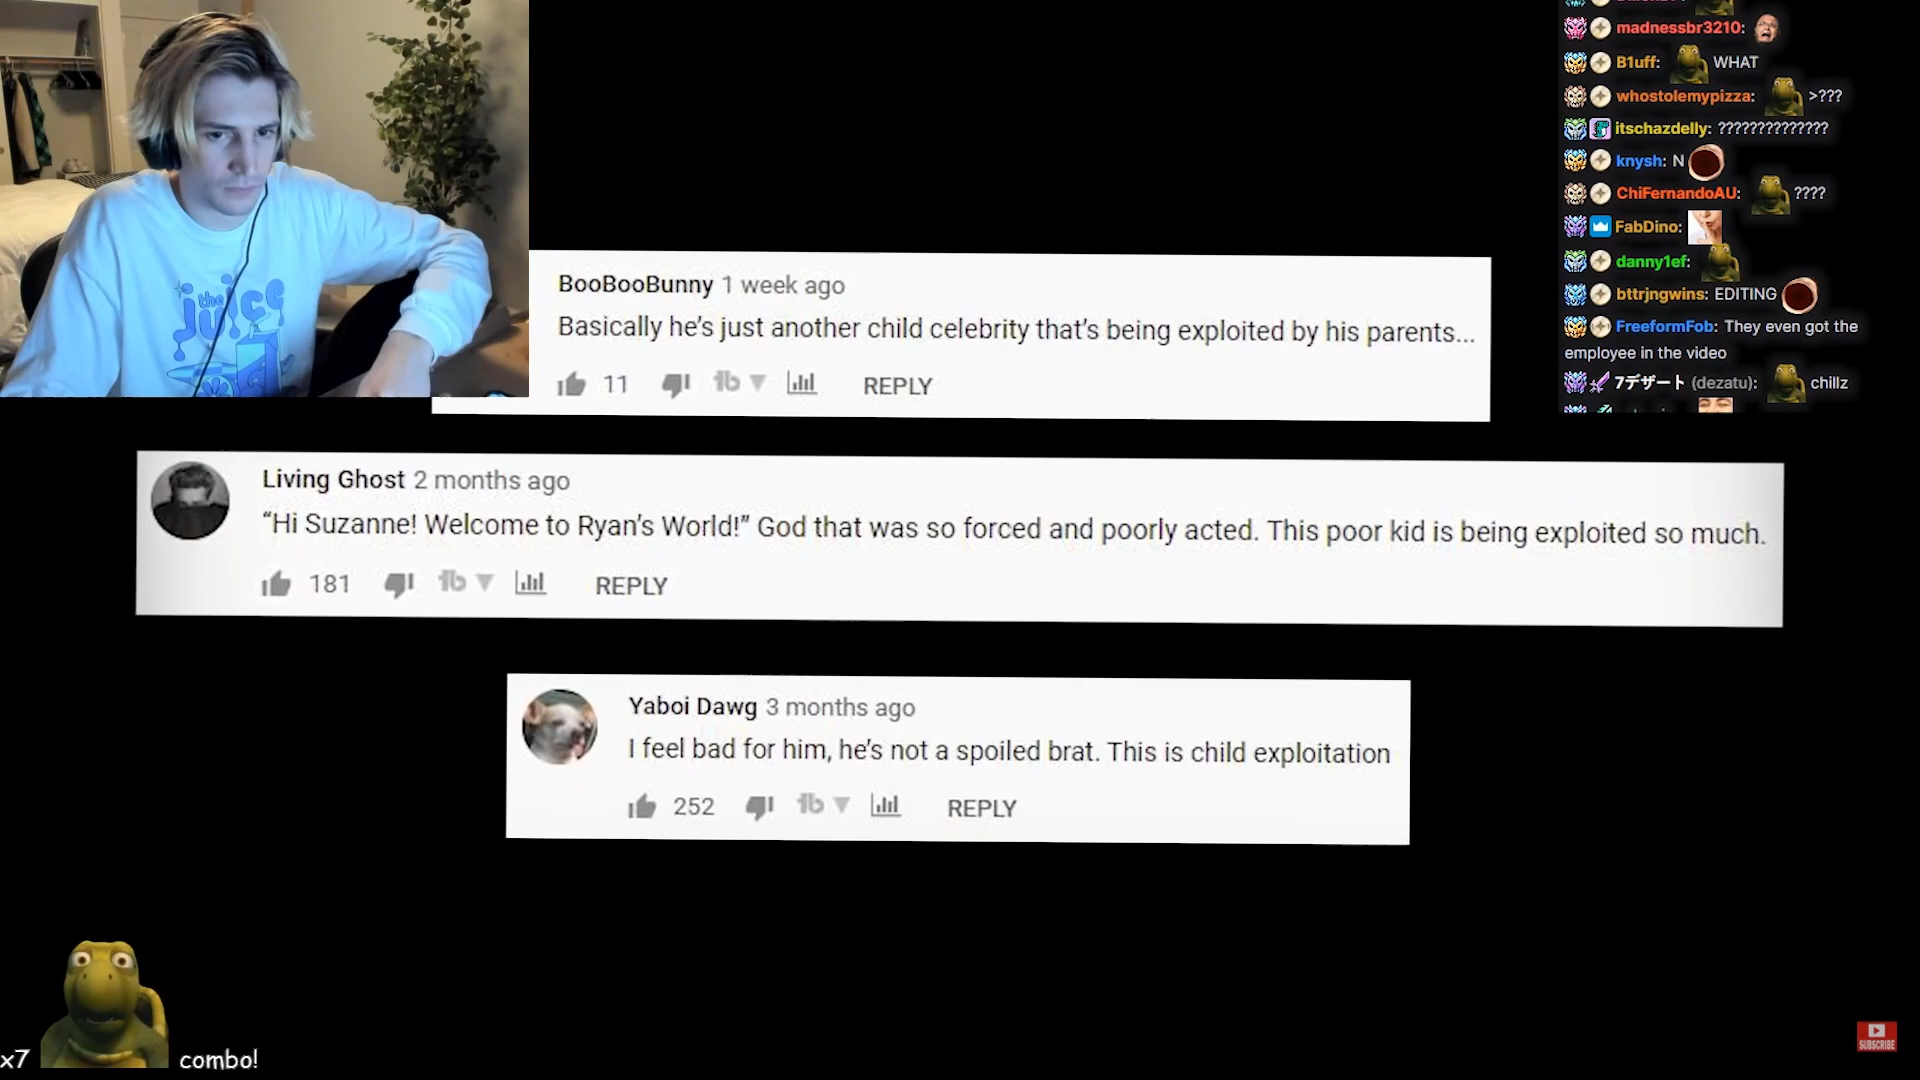 the juice
BooBooBunny 1 week ago
Basically he's just another child celebrity that's being exploited by his parents...
11 REPLY
Living Ghost 2 months ago
“Hi Suzanne! Welcome to Ryan's World!” God that was so forced and poorly acted. This poor kid is being exploited so much.
181 REPLY
Yaboi Dawg 3 months ago
I feel bad for him, he's not a spoiled brat. This is child exploitation
252 REPLY
madnessbr3210:
B1uff: WHAT
whostolemypizza: >???
itschazdelly: ??????????????
knysh: N
ChiFernandoAU: ????
FabDino:
danny1ef:
bttrjngwins: EDITING
FreeformFob: They even got the
employee in the video
7デザート (dezatu): chillz
x7 combo!
SUBSCRIBE